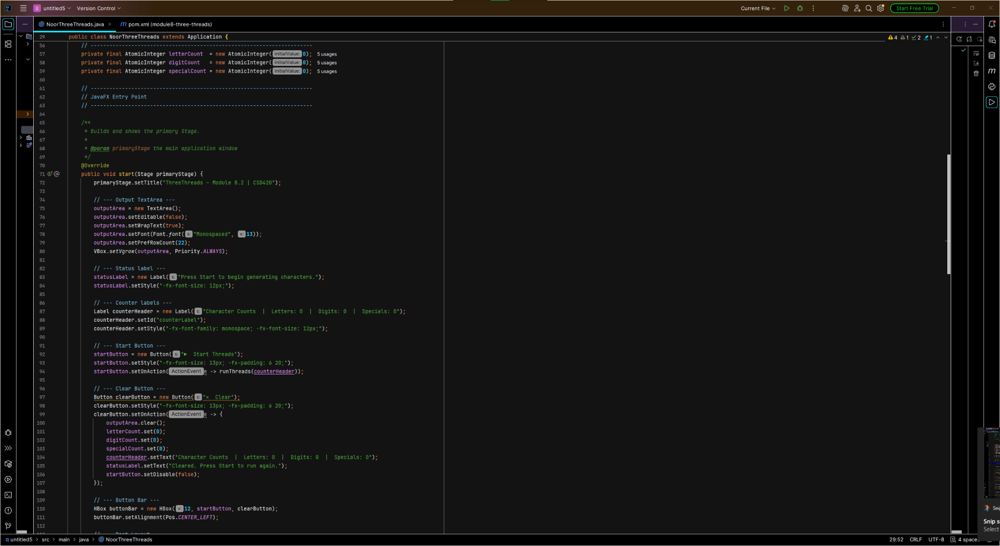 untitled5 Version Control Current File Start Free Trial
NoorThreeThreads.java × pom.xml (module8-three-threads)
29 public class NoorThreeThreads extends Application { 4 1 2 1
56 // -----------------------------------------------------------------------
57 private final AtomicInteger letterCount = new AtomicInteger( initialValue: 0); 5 usages
58 private final AtomicInteger digitCount = new AtomicInteger( initialValue: 0); 5 usages
59 private final AtomicInteger specialCount = new AtomicInteger( initialValue: 0); 5 usages
60
61 // -----------------------------------------------------------------------
62 // JavaFX Entry Point
63 // -----------------------------------------------------------------------
64
65 /**
66 * Builds and shows the primary Stage.
67 *
68 * @param primaryStage the main application window
69 */
70 @Override
71 public void start(Stage primaryStage) {
72 primaryStage.setTitle("ThreeThreads - Module 8.2 | CSD420");
73
74 // --- Output TextArea ---
75 outputArea = new TextArea();
76 outputArea.setEditable(false);
77 outputArea.setWrapText(true);
78 outputArea.setFont(Font.font( s: "Monospaced", v: 13));
79 outputArea.setPrefRowCount(22);
80 VBox.setVgrow(outputArea, Priority.ALWAYS);
81
82 // --- Status label ---
83 statusLabel = new Label( s: "Press Start to begin generating characters.");
84 statusLabel.setStyle("-fx-font-size: 12px;");
85
86 // --- Counter labels ---
87 Label counterHeader = new Label( s: "Character Counts | Letters: 0 | Digits: 0 | Specials: 0");
88 counterHeader.setId("counterLabel");
89 counterHeader.setStyle("-fx-font-family: monospace; -fx-font-size: 12px;");
90
91 // --- Start Button ---
92 startButton = new Button( s: "▶ Start Threads");
93 startButton.setStyle("-fx-font-size: 13px; -fx-padding: 6 20;");
94 startButton.setOnAction( ActionEvent e -> runThreads(counterHeader));
95
96 // --- Clear Button ---
97 Button clearButton = new Button( s: "× Clear");
98 clearButton.setStyle("-fx-font-size: 13px; -fx-padding: 6 20;");
99 clearButton.setOnAction( ActionEvent e -> {
100 outputArea.clear();
101 letterCount.set(0);
102 digitCount.set(0);
103 specialCount.set(0);
104 counterHeader.setText("Character Counts | Letters: 0 | Digits: 0 | Specials: 0");
105 statusLabel.setText("Cleared. Press Start to run again.");
106 startButton.setDisable(false);
107 });
108
109 // --- Button Bar ---
110 HBox buttonBar = new HBox( v: 12, startButton, clearButton);
111 buttonBar.setAlignment(Pos.CENTER_LEFT);
112
Sni
Snip s
Select
untitled5 > src > main > java > NoorThreeThreads 29:52 CRLF UTF-8 4 spaces